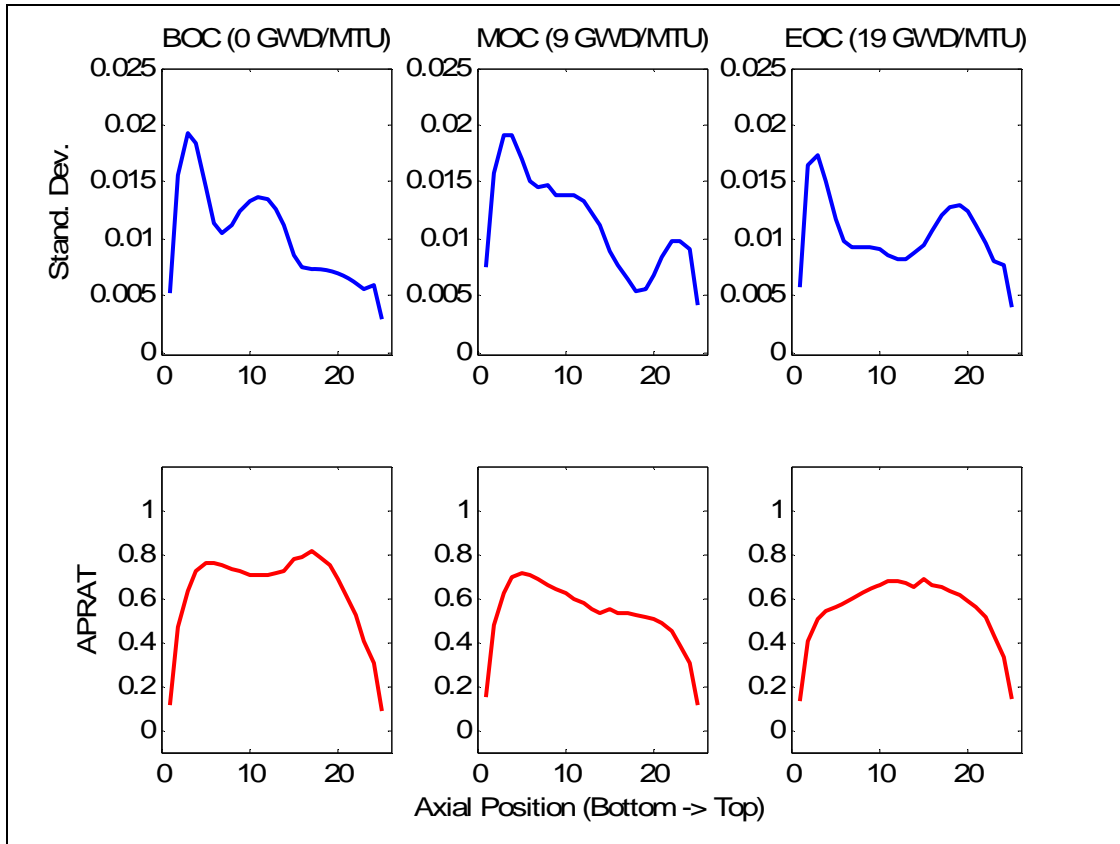 BOC (0 GWD/MTU) MOC (9 GWD/MTU) EOC (19 GWD/MTU)
0.025 0.025 0.025
0.02 0.02 0.02
0.015 0.015 0.015
0.01 0.01 0.01
0.005 0.005 0.005
0 0 0
Stand. Dev.
0 10 20 0 10 20 0 10 20
1 1 1
0.8 0.8 0.8
0.6 0.6 0.6
0.4 0.4 0.4
0.2 0.2 0.2
0 0 0
APRAT
0 10 20 0 10 20 0 10 20
Axial Position (Bottom -> Top)